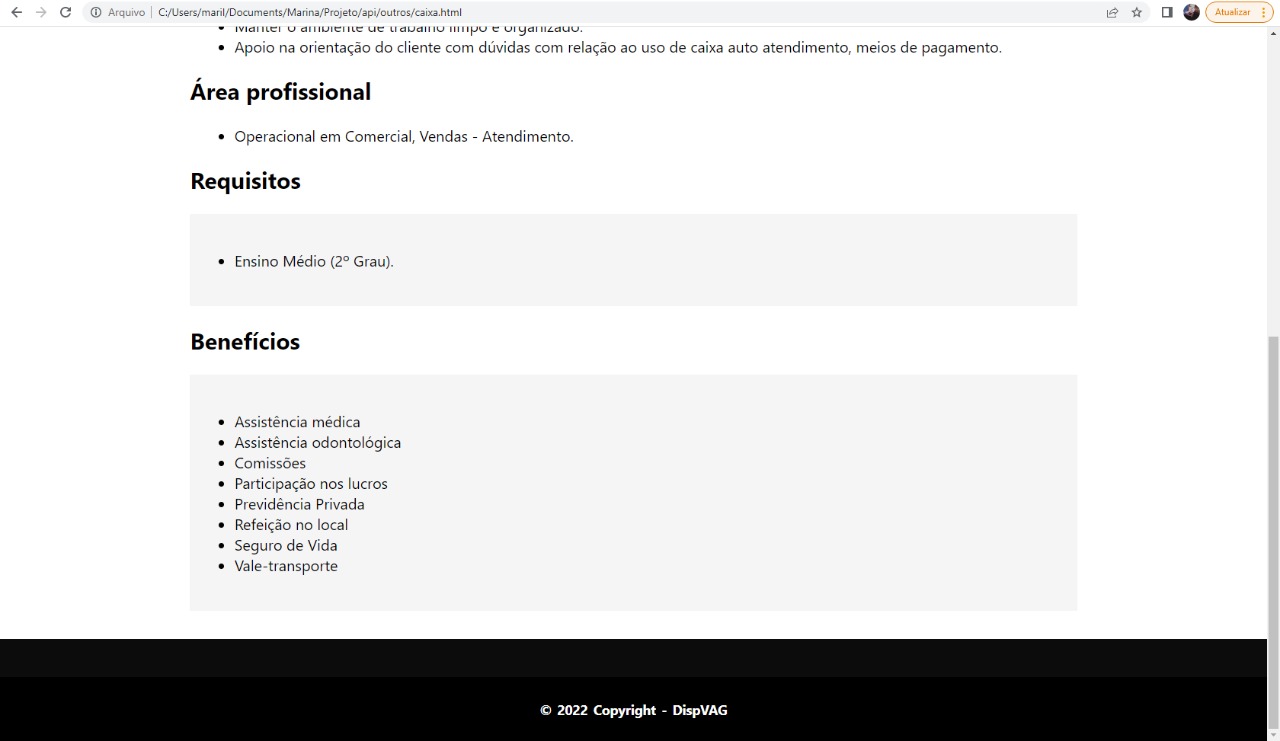 Arquivo C:/Users/maril/Documents/Marina/Projeto/api/outros/caixa.html Atualizar
Manter o ambiente de trabalho limpo e organizado.
Apoio na orientação do cliente com dúvidas com relação ao uso de caixa auto atendimento, meios de pagamento.
Área profissional
Operacional em Comercial, Vendas - Atendimento.
Requisitos
Ensino Médio (2º Grau).
Benefícios
Assistência médica
Assistência odontológica
Comissões
Participação nos lucros
Previdência Privada
Refeição no local
Seguro de Vida
Vale-transporte
© 2022 Copyright - DispVAG